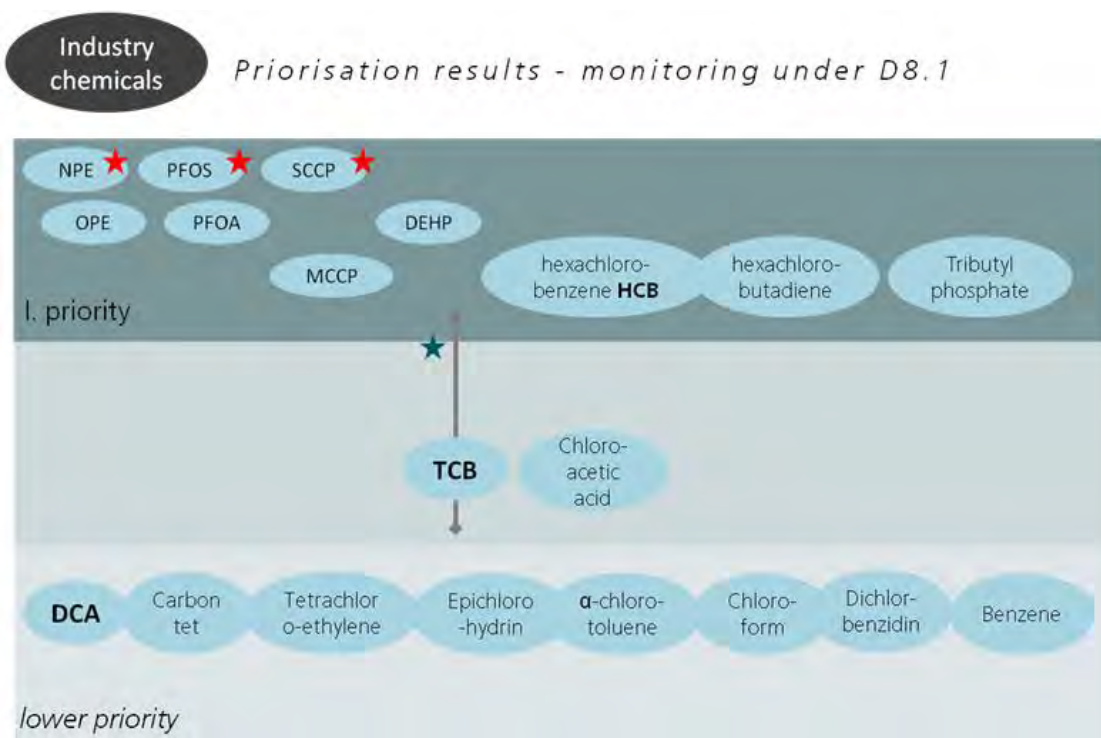 Industry
chemicals
Priorisation results - monitoring under D8.1
NPE PFOS SCCP
OPE PFOA DEHP
MCCP
hexachloro-
benzene HCB
hexachloro-
butadiene
Tributyl
phosphate
I. priority
TCB
Chloro-
acetic
acid
DCA
Carbon
tet
Tetrachlor
o-ethylene
Epichloro
-hydrin
α-chloro-
toluene
Chloro-
form
Dichlor-
benzidin
Benzene
lower priority